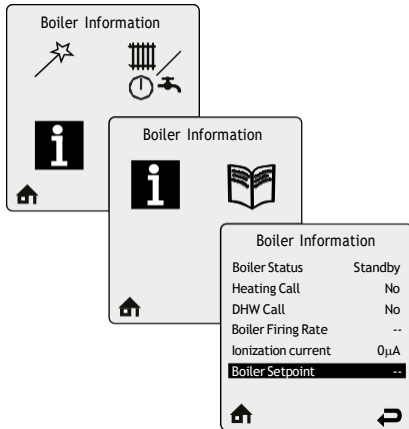 Boiler Information
Boiler Information
Boiler Information
Boiler Status Standby
Heating Call No
DHW Call No
Boiler Firing Rate --
Ionization current 0µA
Boiler Setpoint --